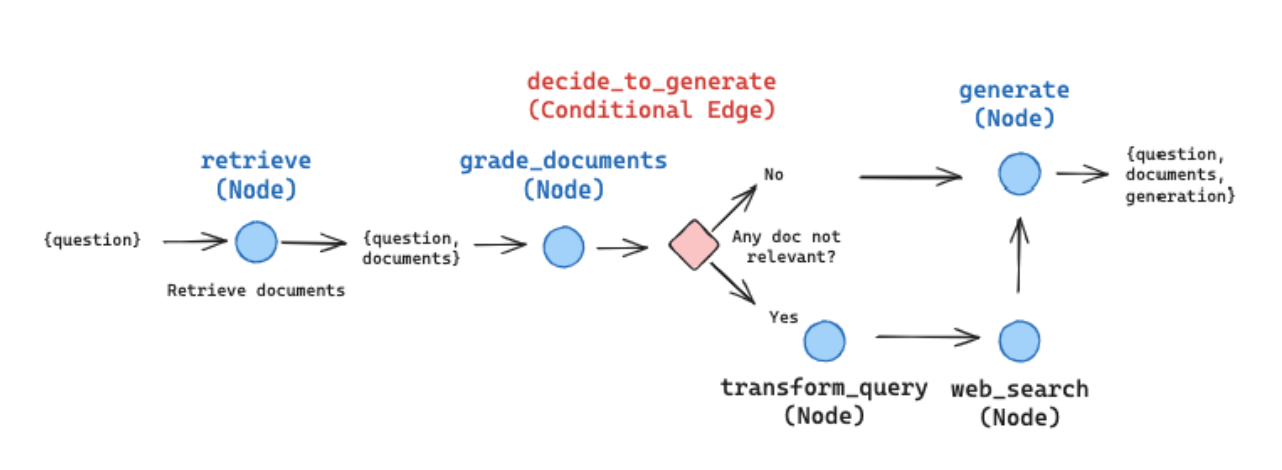 decide_to_generate
(Conditional Edge)
generate
(Node)
retrieve
(Node)
grade_documents
(Node)
No
{question,
documents,
generation}
{question}
{question,
documents}
Any doc not
relevant?
Retrieve documents
Yes
transform_query
(Node)
web_search
(Node)